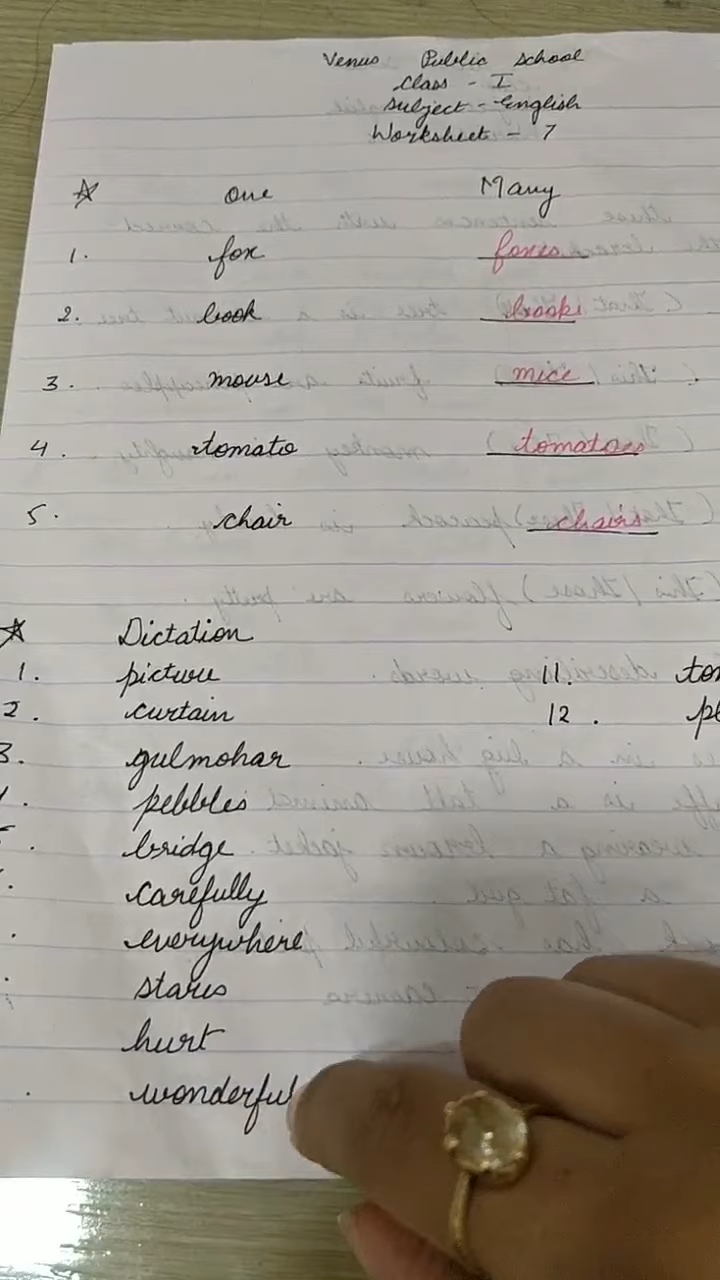 Venus Public School
Class - I
Subject - English
Worksheet - 7
☆ One Many
1. fox foxes
2. book books
3. mouse mice
4. tomato tomatoes
5. chair chairs
☆ Dictation
1. picture 11.
2. curtain 12.
3. gulmohar
pebbles
bridge
carefully
everywhere
stares
hurt
wonderful